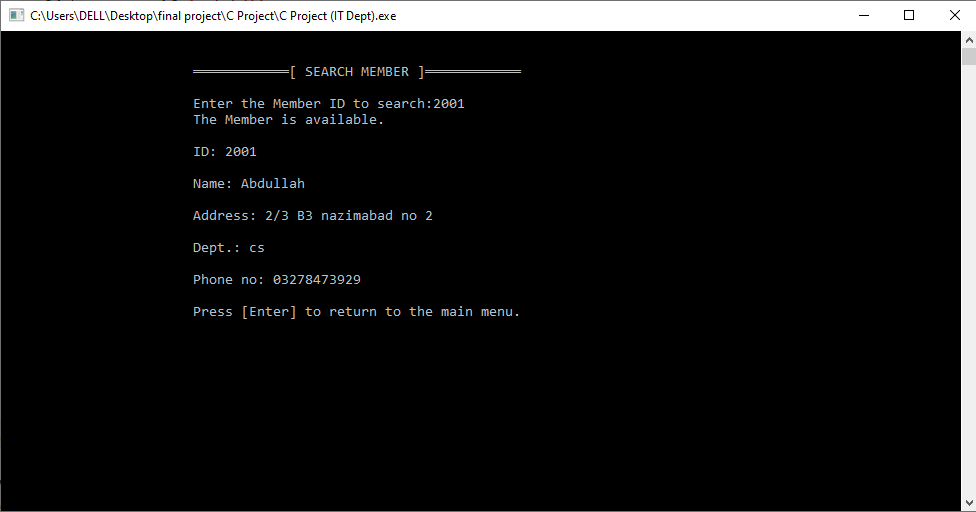 C:\Users\DELL\Desktop\final project\C Project\C Project (IT Dept).exe
════════════[ SEARCH MEMBER ]════════════
Enter the Member ID to search:2001
The Member is available.
ID: 2001
Name: Abdullah
Address: 2/3 B3 nazimabad no 2
Dept.: cs
Phone no: 03278473929
Press [Enter] to return to the main menu.